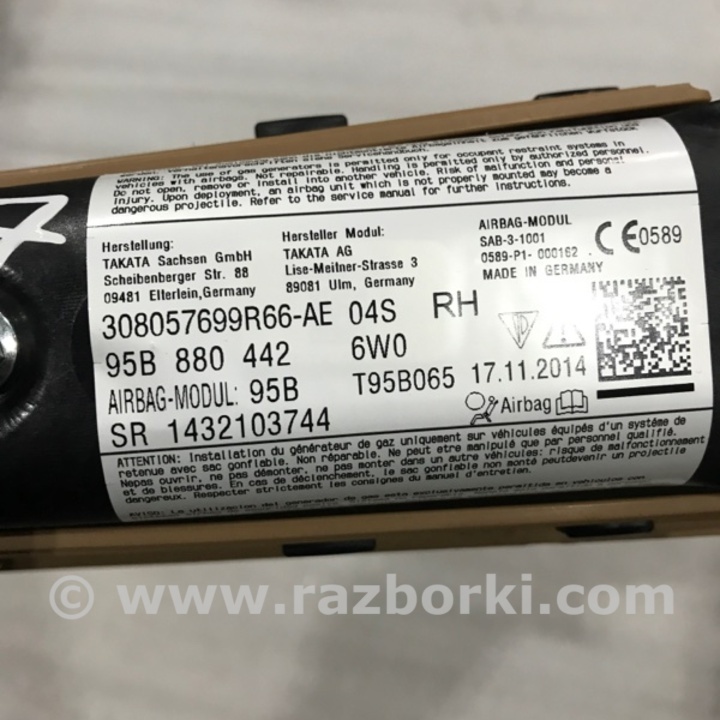 WARNING: The use of gas generators is permitted only for occupant restraint systems in
vehicles with airbags. Not repairable. Handling is permitted only by authorized personnel.
Do not open, remove or install into another vehicle. Risk of malfunction and personal
injury. Upon deployment, an airbag unit which is not properly mounted may become a
dangerous projectile. Refer to the service manual for further instructions.
Herstellung:
TAKATA Sachsen GmbH
Scheibenberger Str. 88
09481 Elterlein,Germany
Hersteller Modul:
TAKATA AG
Lise-Meitner-Strasse 3
89081 Ulm, Germany
AIRBAG-MODUL
SAB-3-1001
0589-P1- 000162 .
MADE IN GERMANY
CE0589
308057699R66-AE 04S RH
95B 880 442 6W0
AIRBAG-MODUL: 95B T95B065 17.11.2014
SR 1432103744
Airbag
ATTENTION: Installation du générateur de gaz uniquement sur véhicules équipés d'un système de
retenue avec sac gonflable. Non réparable. Ne peut être manipulé que par personnel qualifié.
Ne pas ouvrir, ne pas démonter, ne pas monter dans un autre véhicules: risque de malfonctionnement
et de blessures. En cas de déclenchement, le sac gonflable non monté peut devenir un projectile
dangereux. Respecter strictement les consignes du manuel d'entretien.
© www.razborki.com